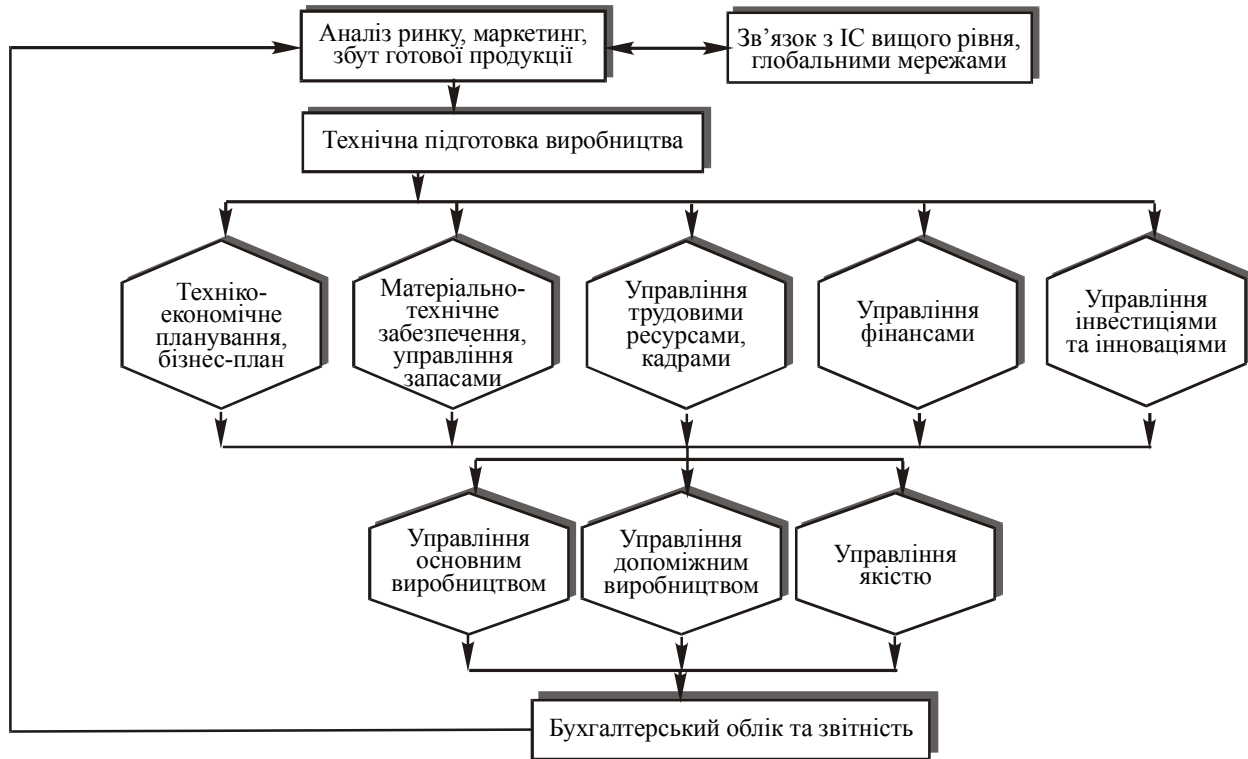 Аналіз ринку, маркетинг,
збут готової продукції
Зв’язок з ІС вищого рівня,
глобальними мережами
Технічна підготовка виробництва
Техніко-
економічне
планування,
бізнес-план
Матеріально-
технічне
забезпечення,
управління
запасами
Управління
трудовими
ресурсами,
кадрами
Управління
фінансами
Управління
інвестиціями
та інноваціями
Управління
основним
виробництвом
Управління
допоміжним
виробництвом
Управління
якістю
Бухгалтерський облік та звітність